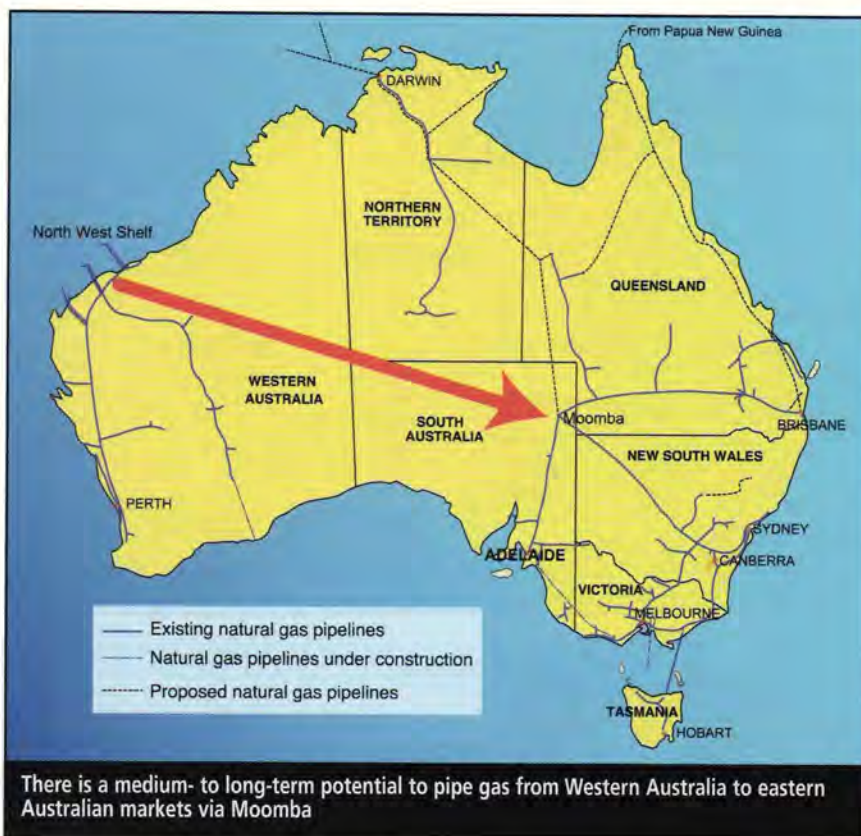 From Papua New Guinea
DARWIN
NORTHERN
TERRITORY
North West Shelf
QUEENSLAND
WESTERN
AUSTRALIA
SOUTH
AUSTRALIA
Moomba
BRISBANE
NEW SOUTH WALES
PERTH
SYDNEY
ADELAIDE
CANBERRA
VICTORIA
MELBOURNE
Existing natural gas pipelines
Natural gas pipelines under construction
Proposed natural gas pipelines
TASMANIA
HOBART
There is a medium- to long-term potential to pipe gas from Western Australia to eastern
Australian markets via Moomba